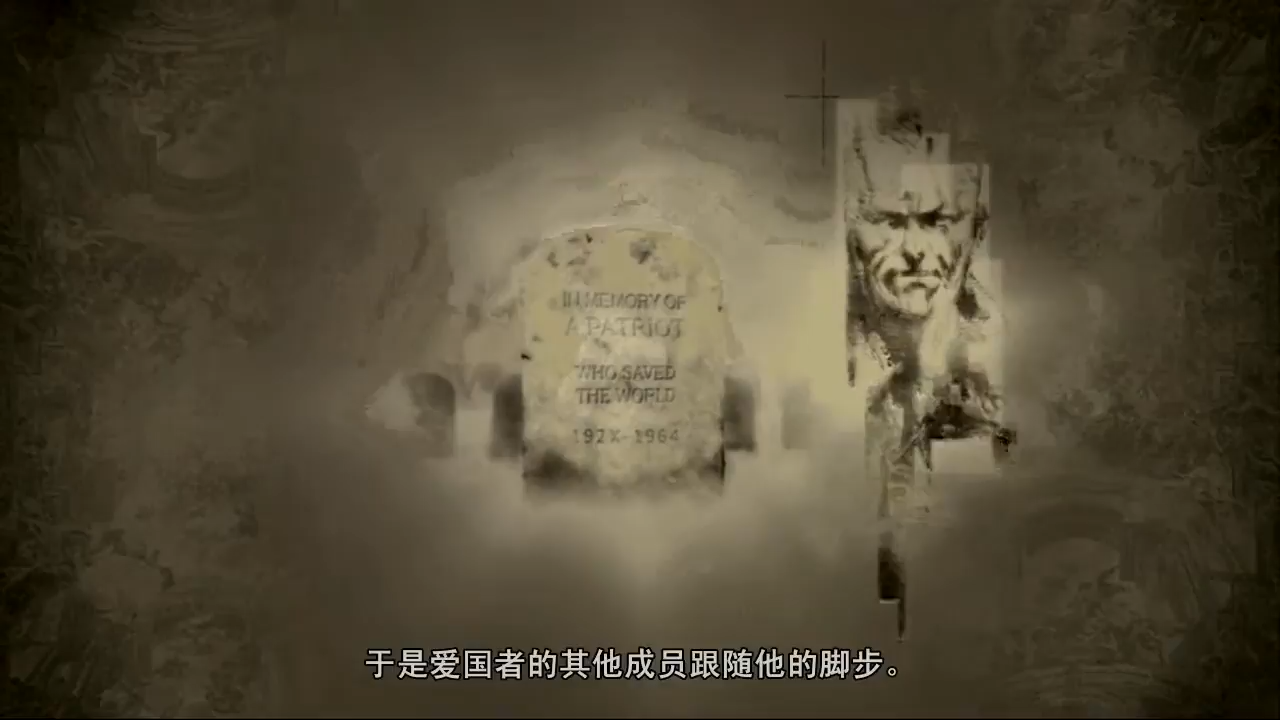 IN MEMORY OF
A PATRIOT
WHO SAVED
THE WORLD
192X-1964
于是爱国者的其他成员跟随他的脚步。